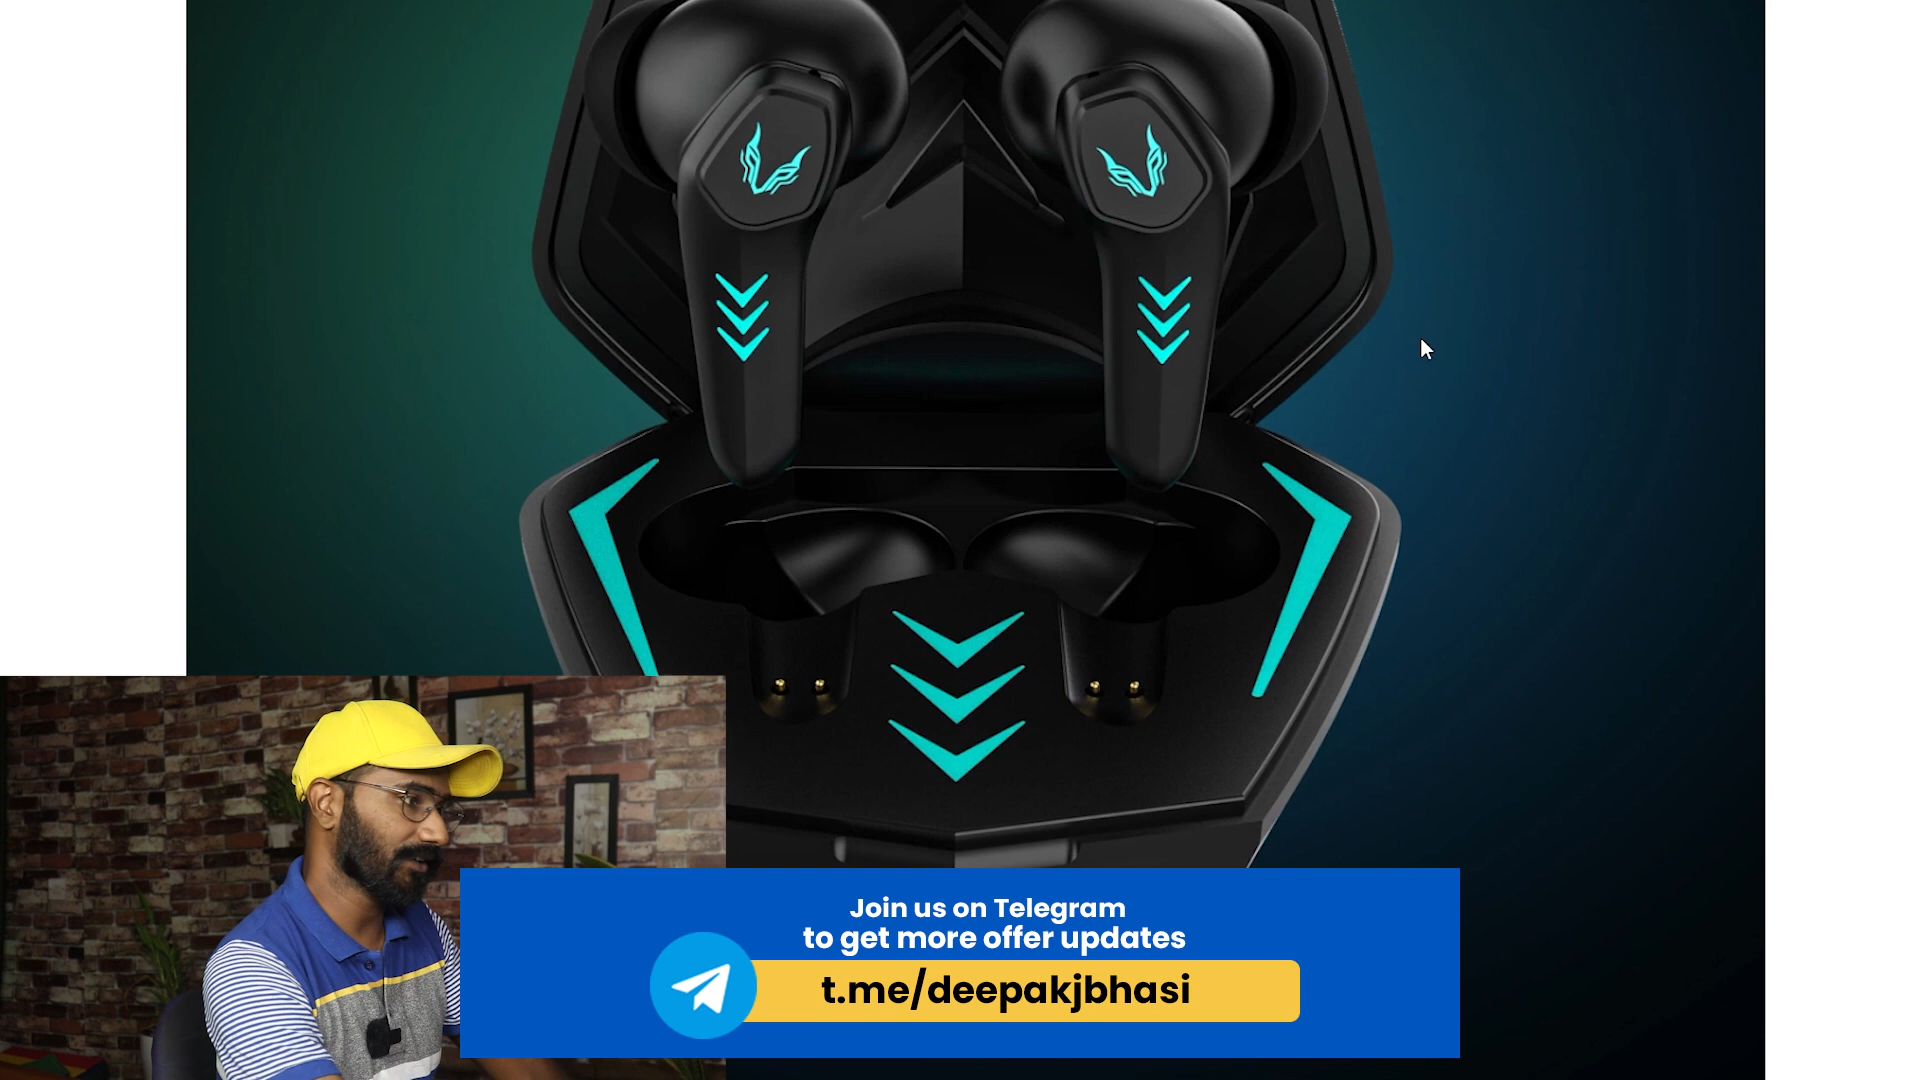 Join us on Telegram
to get more offer updates
t.me/deepakjbhasi